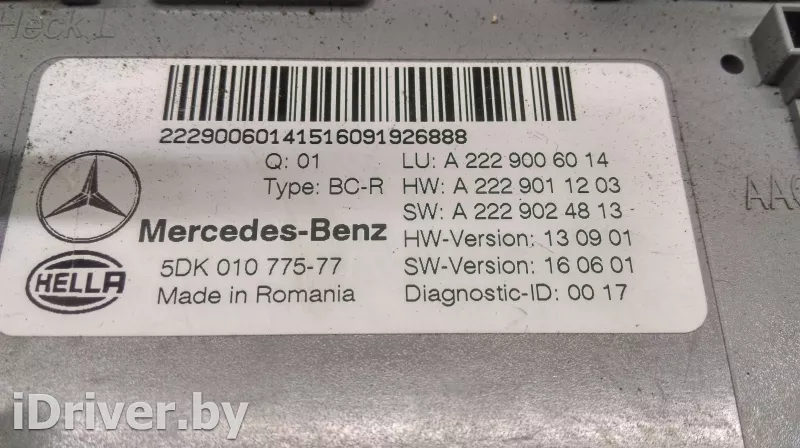 Heck L
222900601415160919 26888
Q: 01
LU: A 222 900 60 14
Type: BC-R
HW: A 222 901 12 03
SW: A 222 902 48 13
Mercedes-Benz
HW-Version: 13 09 01
HELLA
5DK 010 775-77
SW-Version: 16 06 01
Made in Romania
Diagnostic-ID: 00 17
iDriver.by